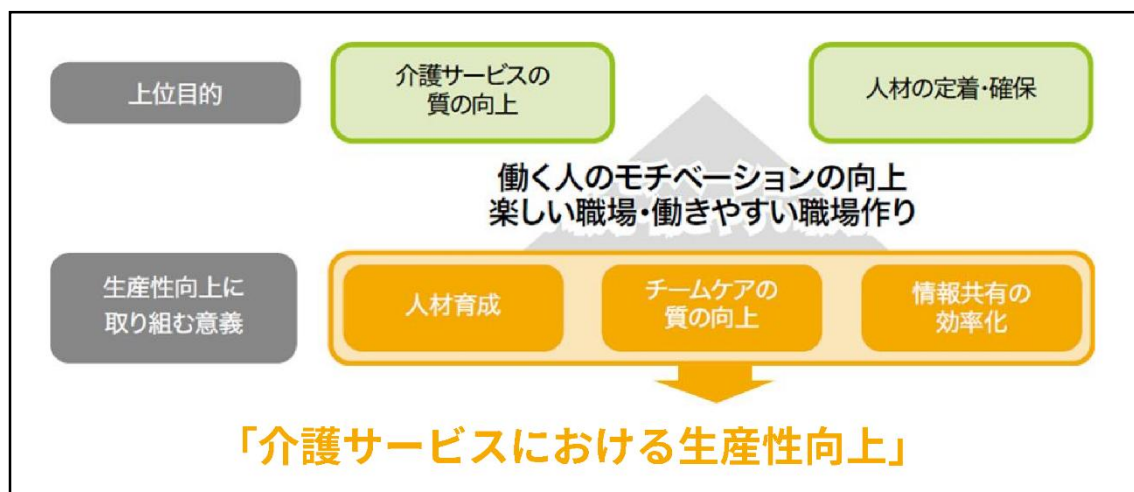 上位目的
介護サービスの
質の向上
人材の定着・確保
働く人のモチベーションの向上
楽しい職場・働きやすい職場作り
生産性向上に
取り組む意義
人材育成
チームケアの
質の向上
情報共有の
効率化
「介護サービスにおける生産性向上」